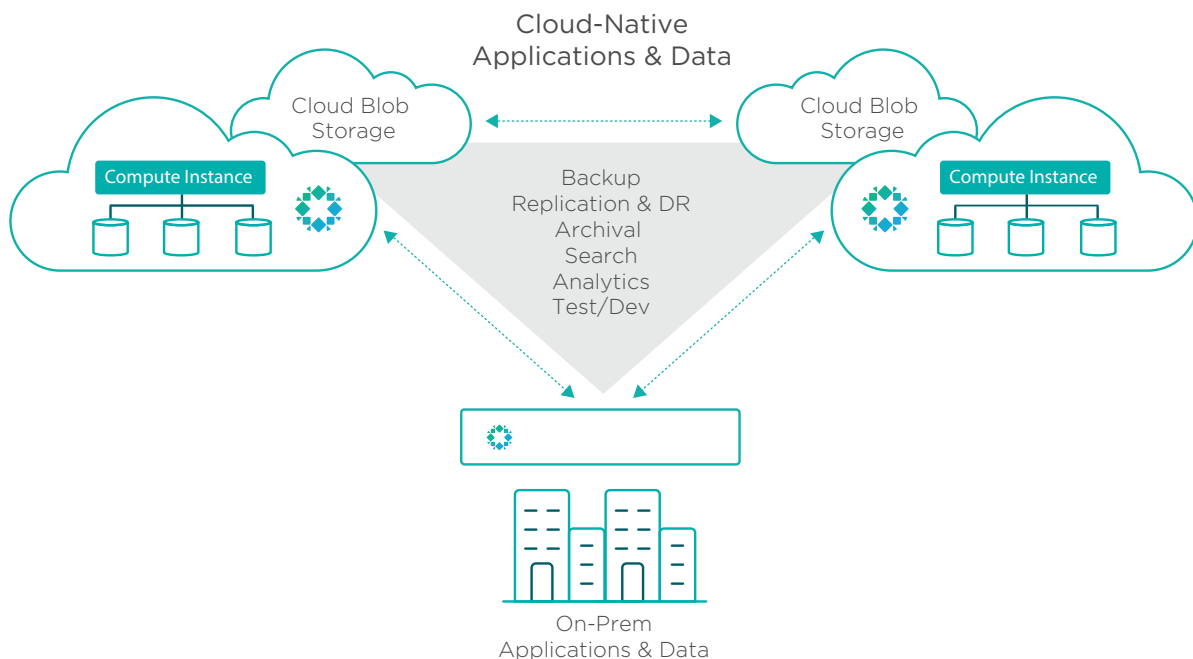 Cloud-Native
Applications & Data
Cloud Blob
Storage
Cloud Blob
Storage
Compute Instance
Compute Instance
Backup
Replication & DR
Archival
Search
Analytics
Test/Dev
On-Prem
Applications & Data